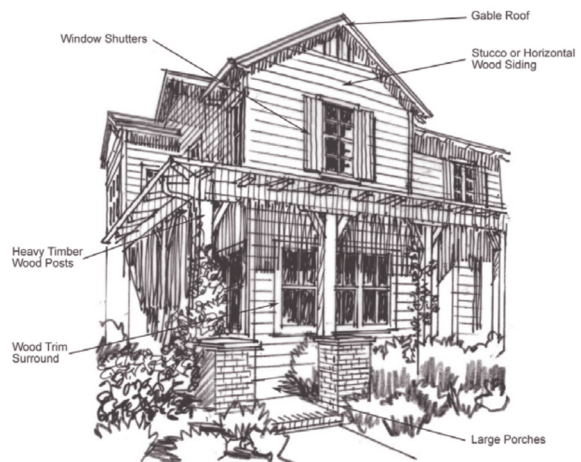 Gable Roof
Window Shutters
Stucco or Horizontal
Wood Siding
Heavy Timber
Wood Posts
Wood Trim
Surround
Large Porches